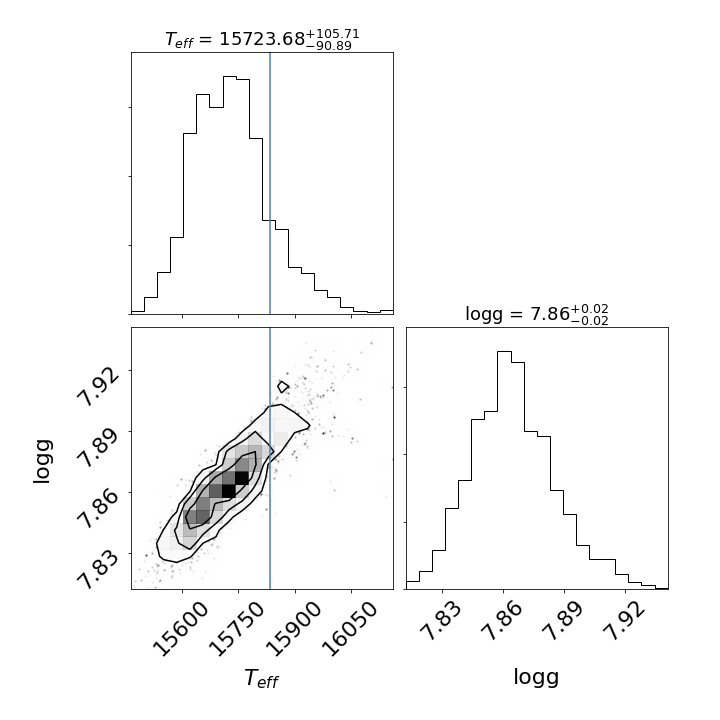 T_eff = 15723.68^{+105.71}_{-90.89}
logg = 7.86^{+0.02}_{-0.02}
7.92
7.89
7.86
7.83
logg
15600 15750 15900 16050
T_eff
7.83 7.86 7.89 7.92
logg